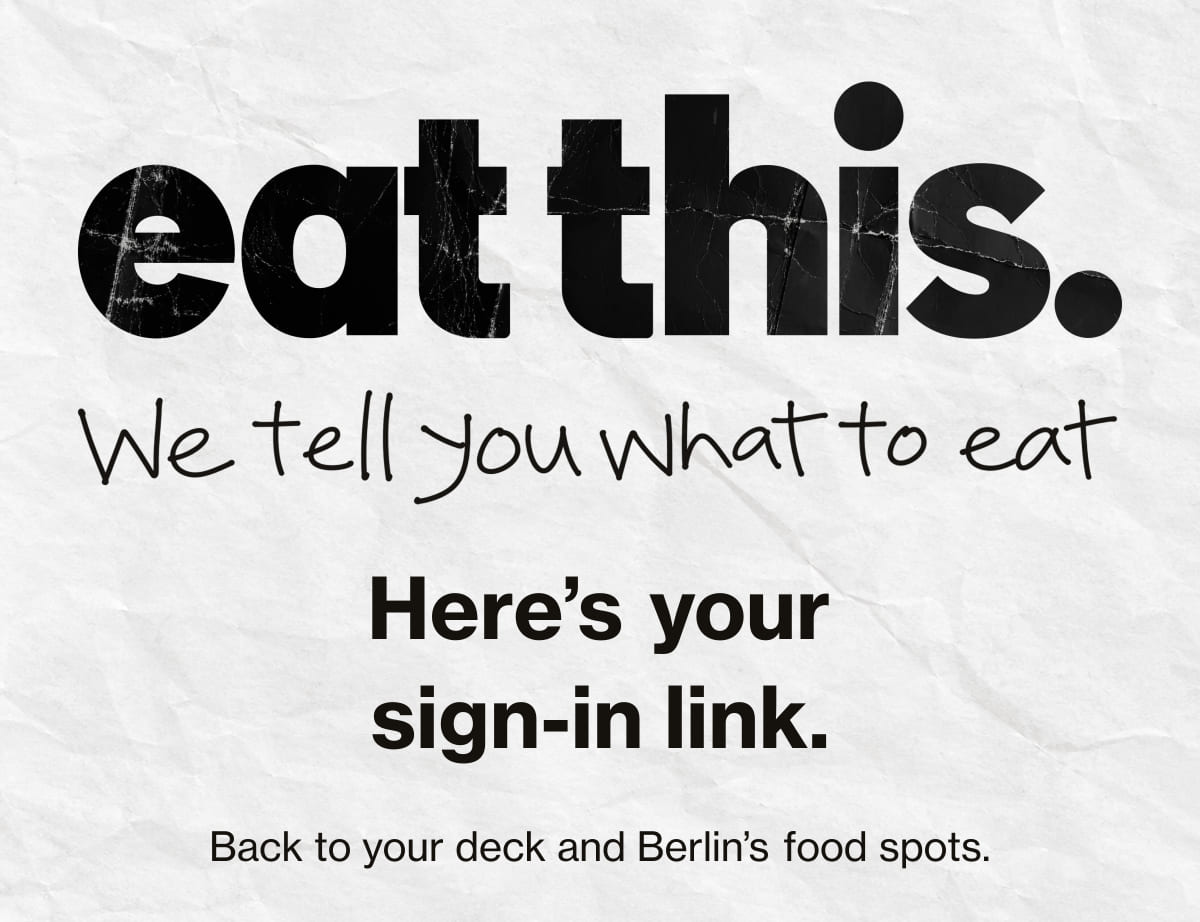 eat this.
We tell you what to eat
Here’s your
sign-in link.
Back to your deck and Berlin’s food spots.